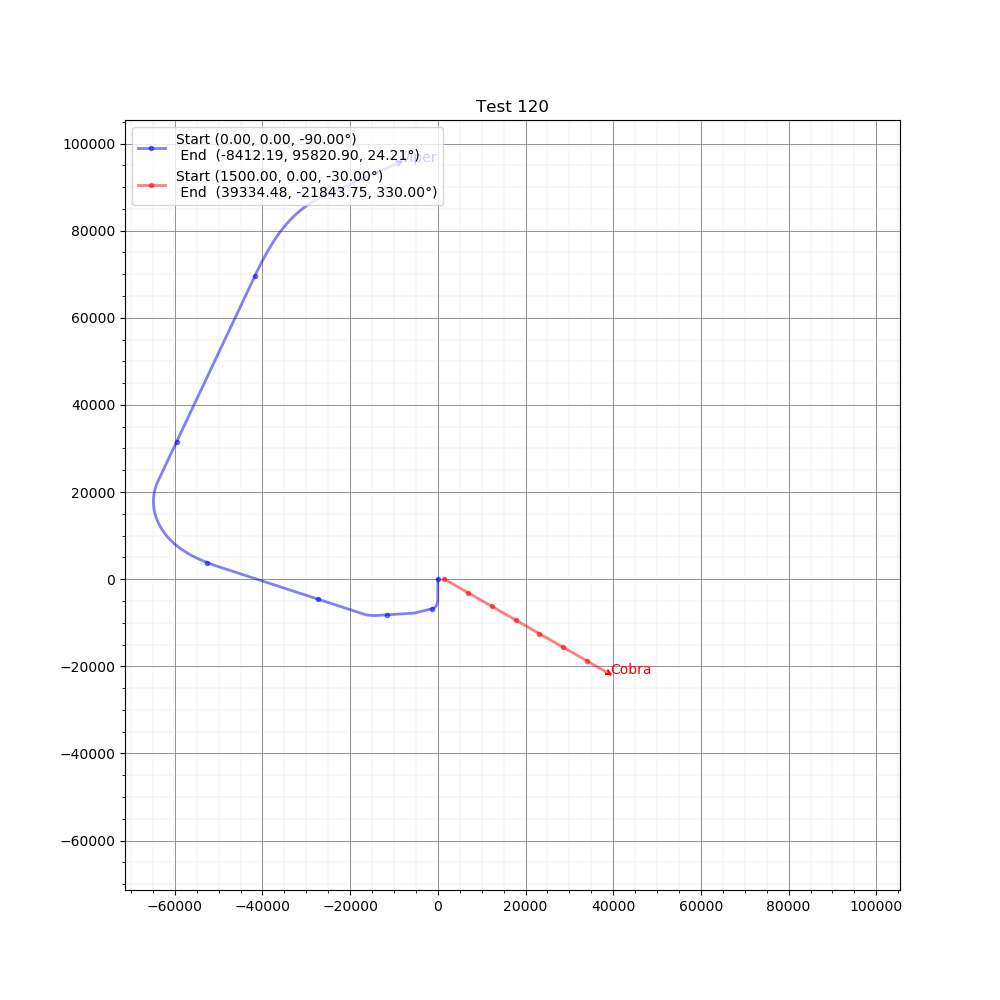 Test 120
100000
80000
60000
40000
20000
0
−20000
−40000
−60000
Start (0.00, 0.00, -90.00°)
End (-8412.19, 95820.90, 24.21°)
Start (1500.00, 0.00, -30.00°)
End (39334.48, -21843.75, 330.00°)
Cobra
−60000 −40000 −20000 0 20000 40000 60000 80000 100000